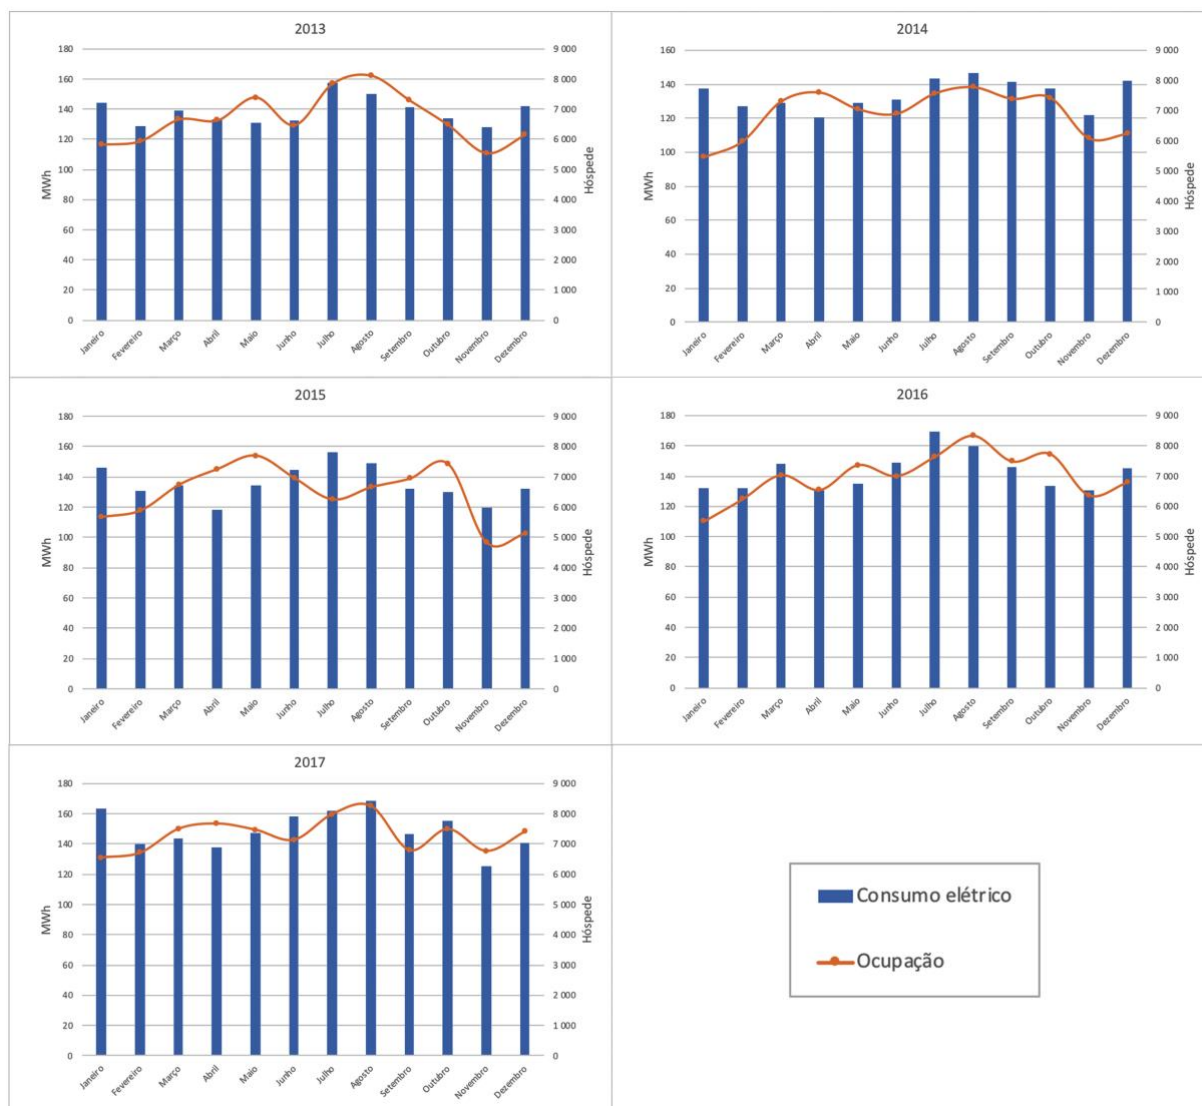 2013
MWh
Hóspede
180
160
140
120
100
80
60
40
20
0
9 000
8 000
7 000
6 000
5 000
4 000
3 000
2 000
1 000
0
Janeiro
Fevereiro
Março
Abril
Maio
Junho
Julho
Agosto
Setembro
Outubro
Novembro
Dezembro
2014
MWh
Hóspede
160
140
120
100
80
60
40
20
0
9 000
8 000
7 000
6 000
5 000
4 000
3 000
2 000
1 000
0
Janeiro
Fevereiro
Março
Abril
Maio
Junho
Julho
Agosto
Setembro
Outubro
Novembro
Dezembro
2015
MWh
Hóspede
180
160
140
120
100
80
60
40
20
0
9 000
8 000
7 000
6 000
5 000
4 000
3 000
2 000
1 000
0
Janeiro
Fevereiro
Março
Abril
Maio
Junho
Julho
Agosto
Setembro
Outubro
Novembro
Dezembro
2016
MWh
Hóspede
180
160
140
120
100
80
60
40
20
0
9 000
8 000
7 000
6 000
5 000
4 000
3 000
2 000
1 000
0
Janeiro
Fevereiro
Março
Abril
Maio
Junho
Julho
Agosto
Setembro
Outubro
Novembro
Dezembro
2017
MWh
Hóspede
180
160
140
120
100
80
60
40
20
0
9 000
8 000
7 000
6 000
5 000
4 000
3 000
2 000
1 000
0
Janeiro
Fevereiro
Março
Abril
Maio
Junho
Julho
Agosto
Setembro
Outubro
Novembro
Dezembro
Consumo elétrico
Ocupação